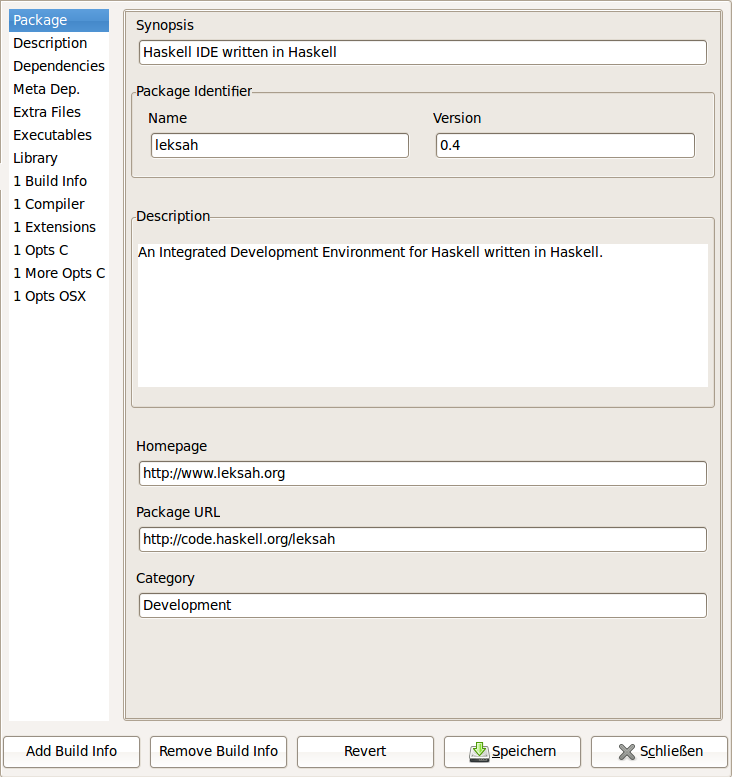 Package
Description
Dependencies
Meta Dep.
Extra Files
Executables
Library
1 Build Info
1 Compiler
1 Extensions
1 Opts C
1 More Opts C
1 Opts OSX
Synopsis
Haskell IDE written in Haskell
Package Identifier
Name Version
leksah 0.4
Description
An Integrated Development Environment for Haskell written in Haskell.
Homepage
http://www.leksah.org
Package URL
http://code.haskell.org/leksah
Category
Development
Add Build Info Remove Build Info Revert Speichern Schließen